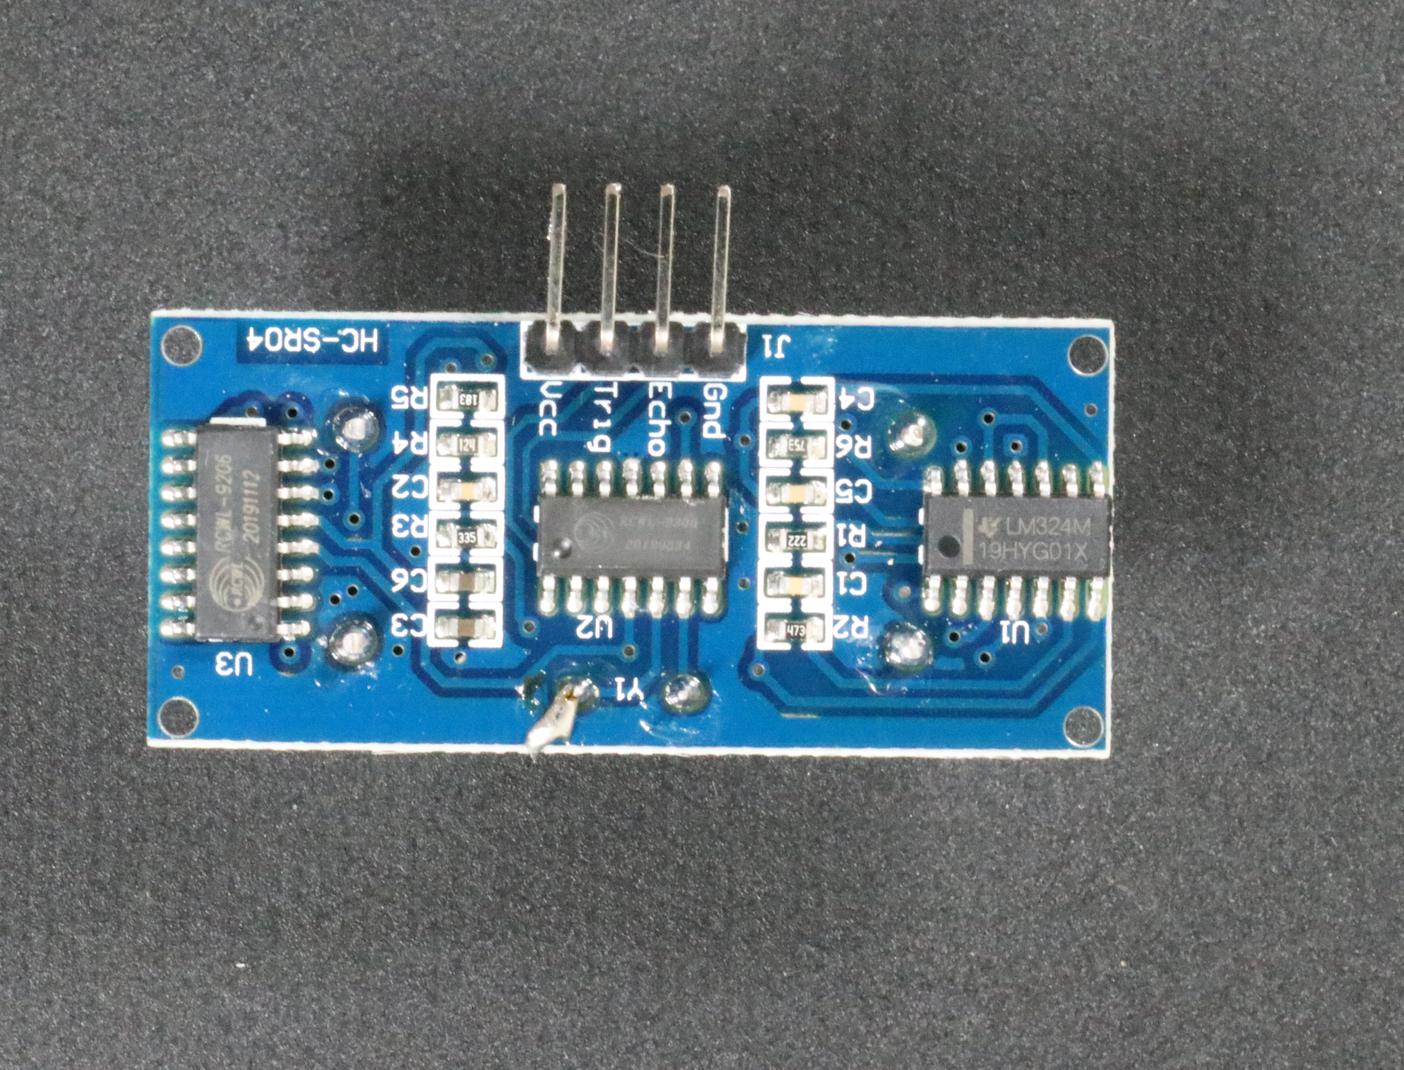 HC-SR04
J1
Vcc
Trig
Echo
Gnd
R5
183
R4
124
C2
R3
335
C6
C3
C4
R6
753
C5
R1
222
C1
R2
473
RCWL-9206
20191112
RCWL
U3
U2
Y1
LM324M
19HYG01X
U1